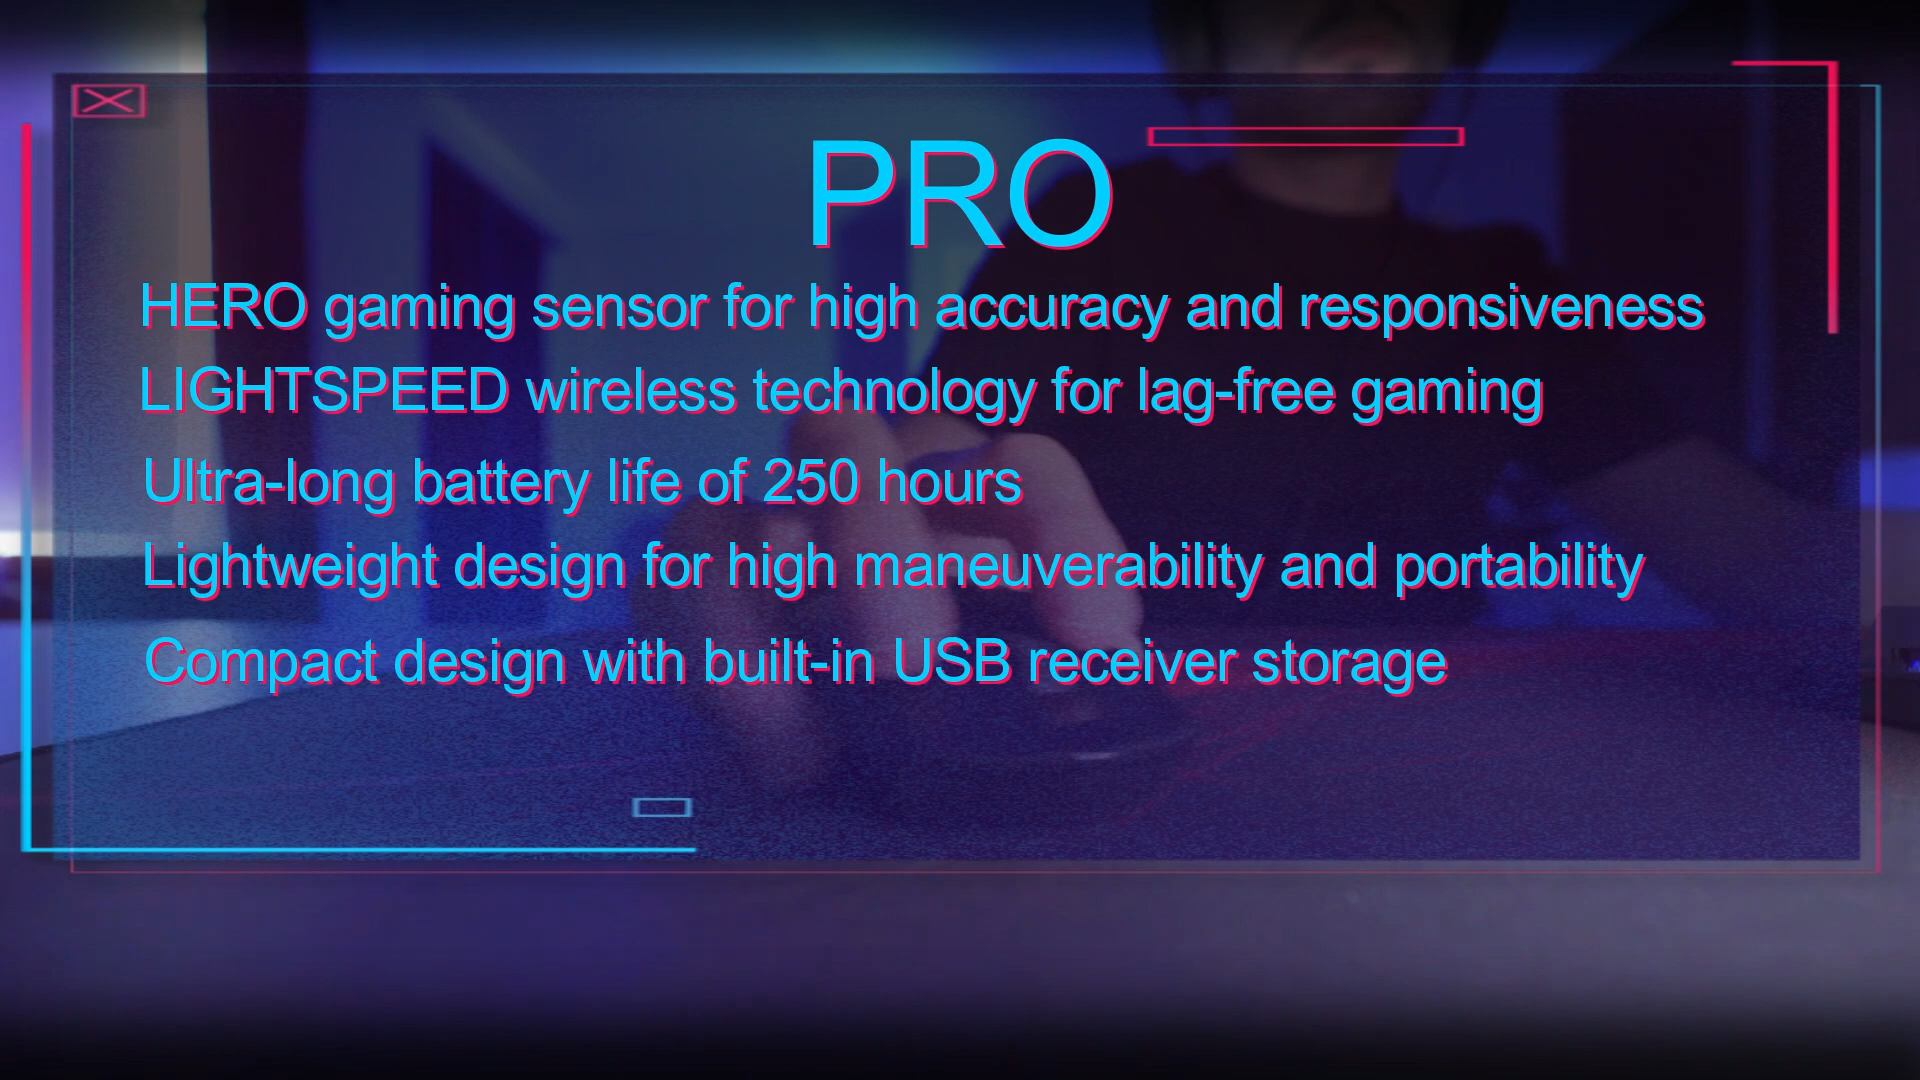 PRO
HERO gaming sensor for high accuracy and responsiveness
LIGHTSPEED wireless technology for lag-free gaming
Ultra-long battery life of 250 hours
Lightweight design for high maneuverability and portability
Compact design with built-in USB receiver storage